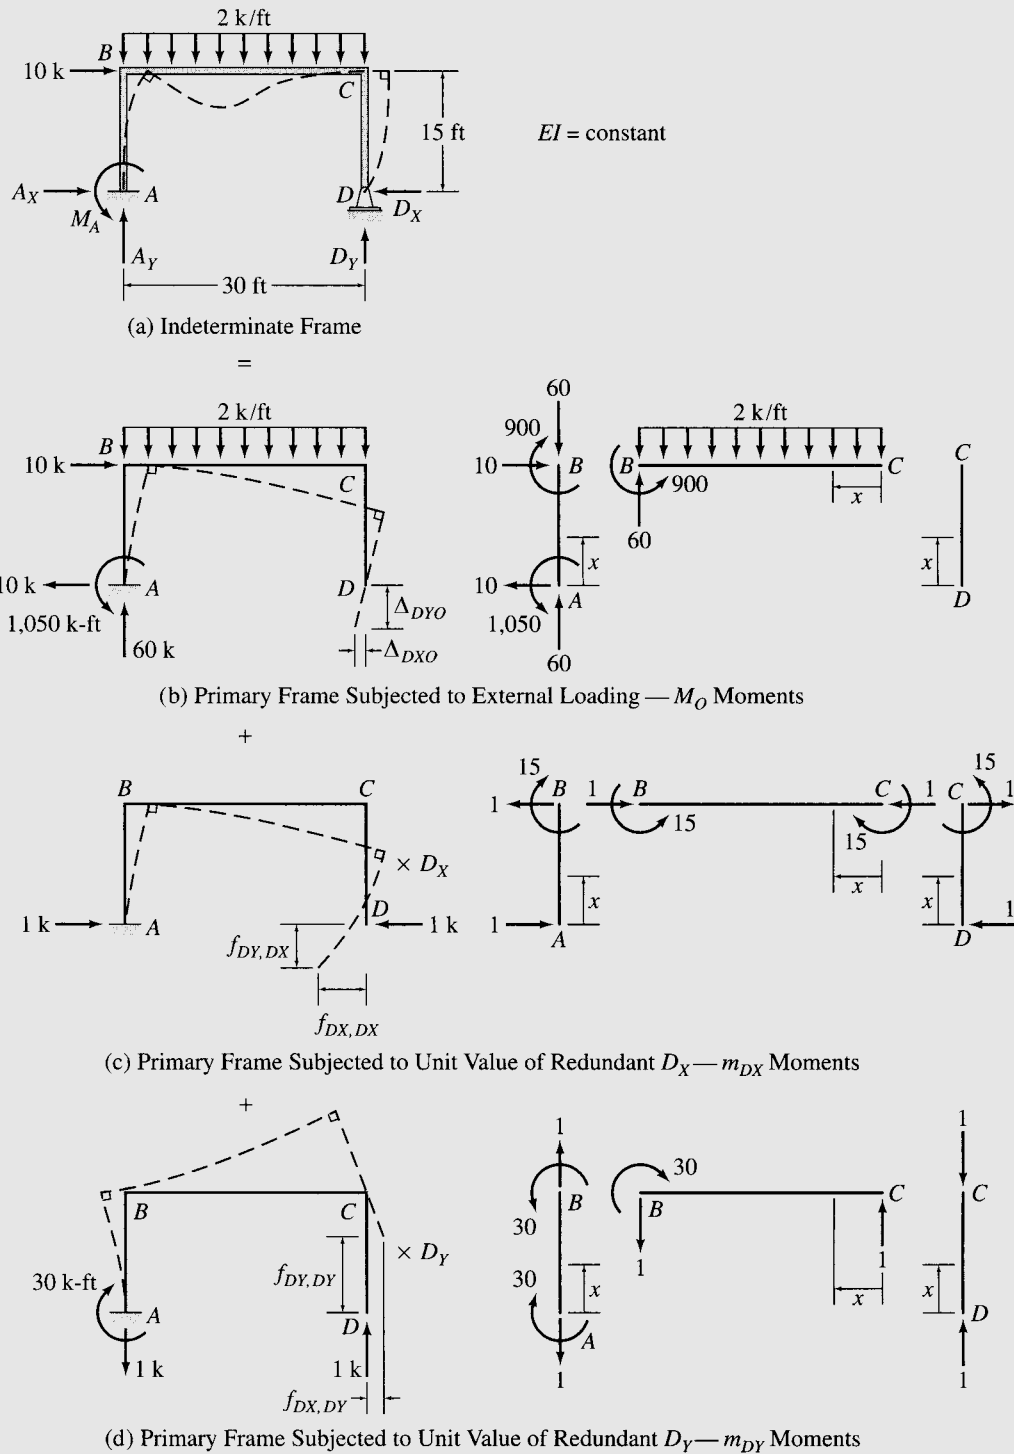 2 k/ft
B
10 k
C
15 ft
EI = constant
A_X
A
M_A
D
D_X
A_Y
D_Y
30 ft
(a) Indeterminate Frame
=
2 k/ft
B
10 k
C
10 k
A
1,050 k-ft
60 k
D
Δ_DYO
Δ_DXO
60
900
10
B
x
10
A
1,050
60
2 k/ft
B
900
C
60
x
C
x
D
(b) Primary Frame Subjected to External Loading — M_O Moments
+
B
C
× D_X
1 k
A
D
1 k
f_DY,DX
f_DX,DX
15
B
1
x
1
A
1
B
15
C
1
15
x
15
C
1
x
D
1
(c) Primary Frame Subjected to Unit Value of Redundant D_X — m_DX Moments
+
B
C
× D_Y
30 k-ft
A
1 k
D
1 k
f_DY,DY
f_DX,DY
1
B
30
30
x
A
1
30
B
C
1
1
x
1
C
x
D
1
(d) Primary Frame Subjected to Unit Value of Redundant D_Y — m_DY Moments